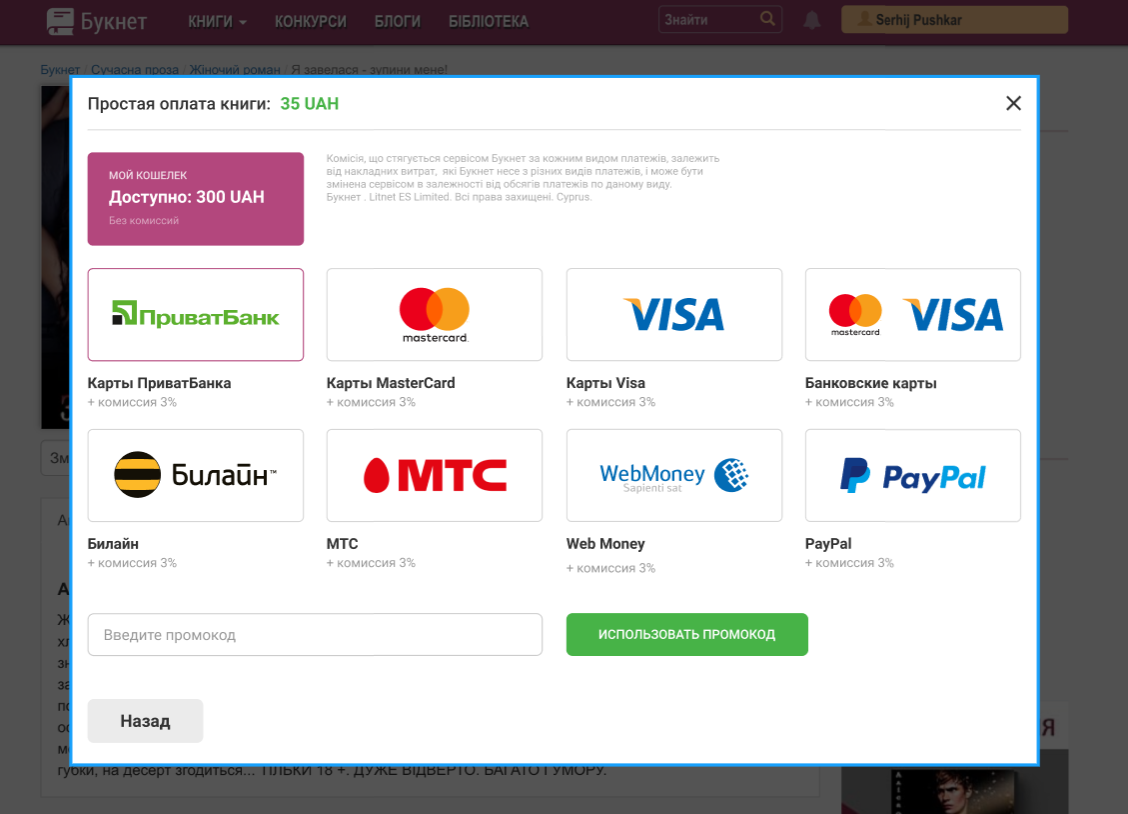 Букнет КНИГИ КОНКУРСИ БЛОГИ БІБЛІОТЕКА Знайти Serhij Pushkar
Букнет / Сучасна проза / Жіночий роман / Я завелася - зупини мене!
Простая оплата книги: 35 UAH
МОЙ КОШЕЛЕК
Доступно: 300 UAH
Без комиссий
Комісія, що стягується сервісом Букнет за кожним видом платежів, залежить
від накладних витрат, які Букнет несе з різних видів платежів, і може бути
змінена сервісом в залежності від обсягів платежів по даному виду.
Букнет . Litnet ES Limited. Всі права захищені. Cyprus.
ПриватБанк
mastercard.
VISA
mastercard. VISA
Карты ПриватБанка
+ комиссия 3%
Карты MasterCard
+ комиссия 3%
Карты Visa
+ комиссия 3%
Банковские карты
+ комиссия 3%
Билайн™
МТС
WebMoney
Sapienti sat
PayPal
Билайн
+ комиссия 3%
МТС
+ комиссия 3%
Web Money
+ комиссия 3%
PayPal
+ комиссия 3%
Введите промокод
ИСПОЛЬЗОВАТЬ ПРОМОКОД
Назад
губки, на десерт згодиться... ТІЛЬКИ 18 +. ДУЖЕ ВІДВЕРТО. БАГАТО ГУМОРУ.